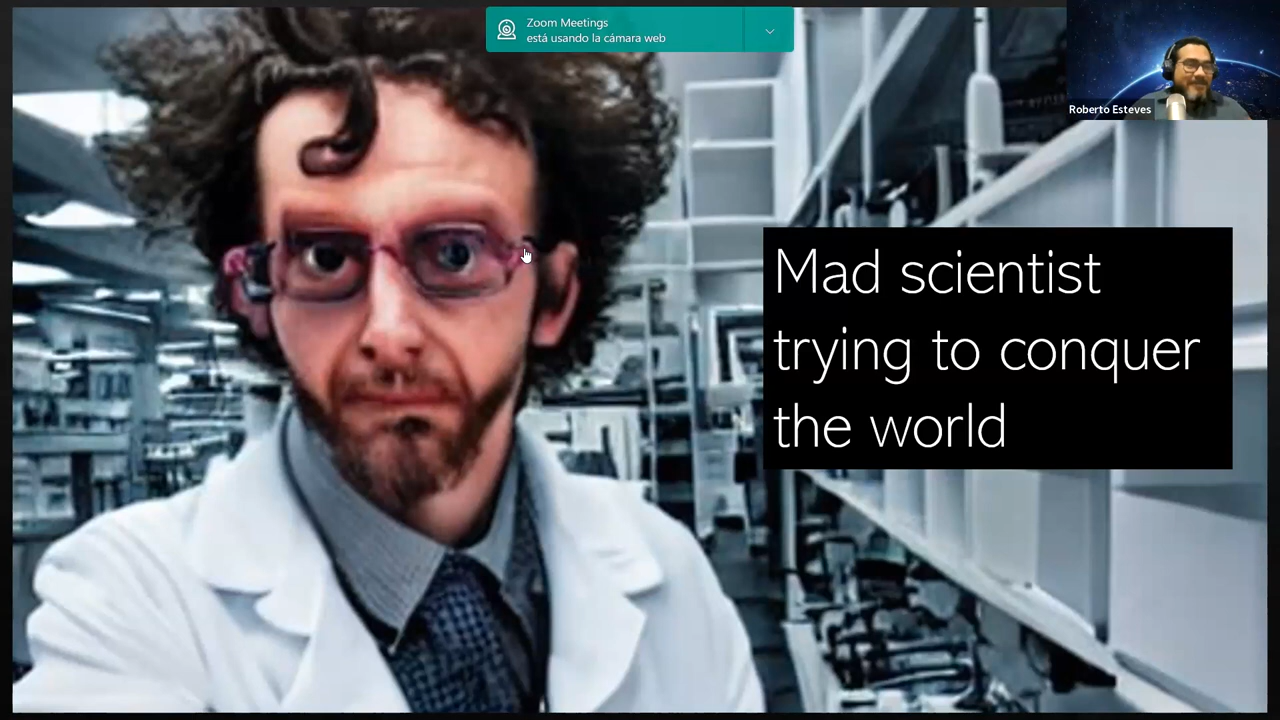 Zoom Meetings
está usando la cámara web
Roberto Esteves
Mad scientist
trying to conquer
the world